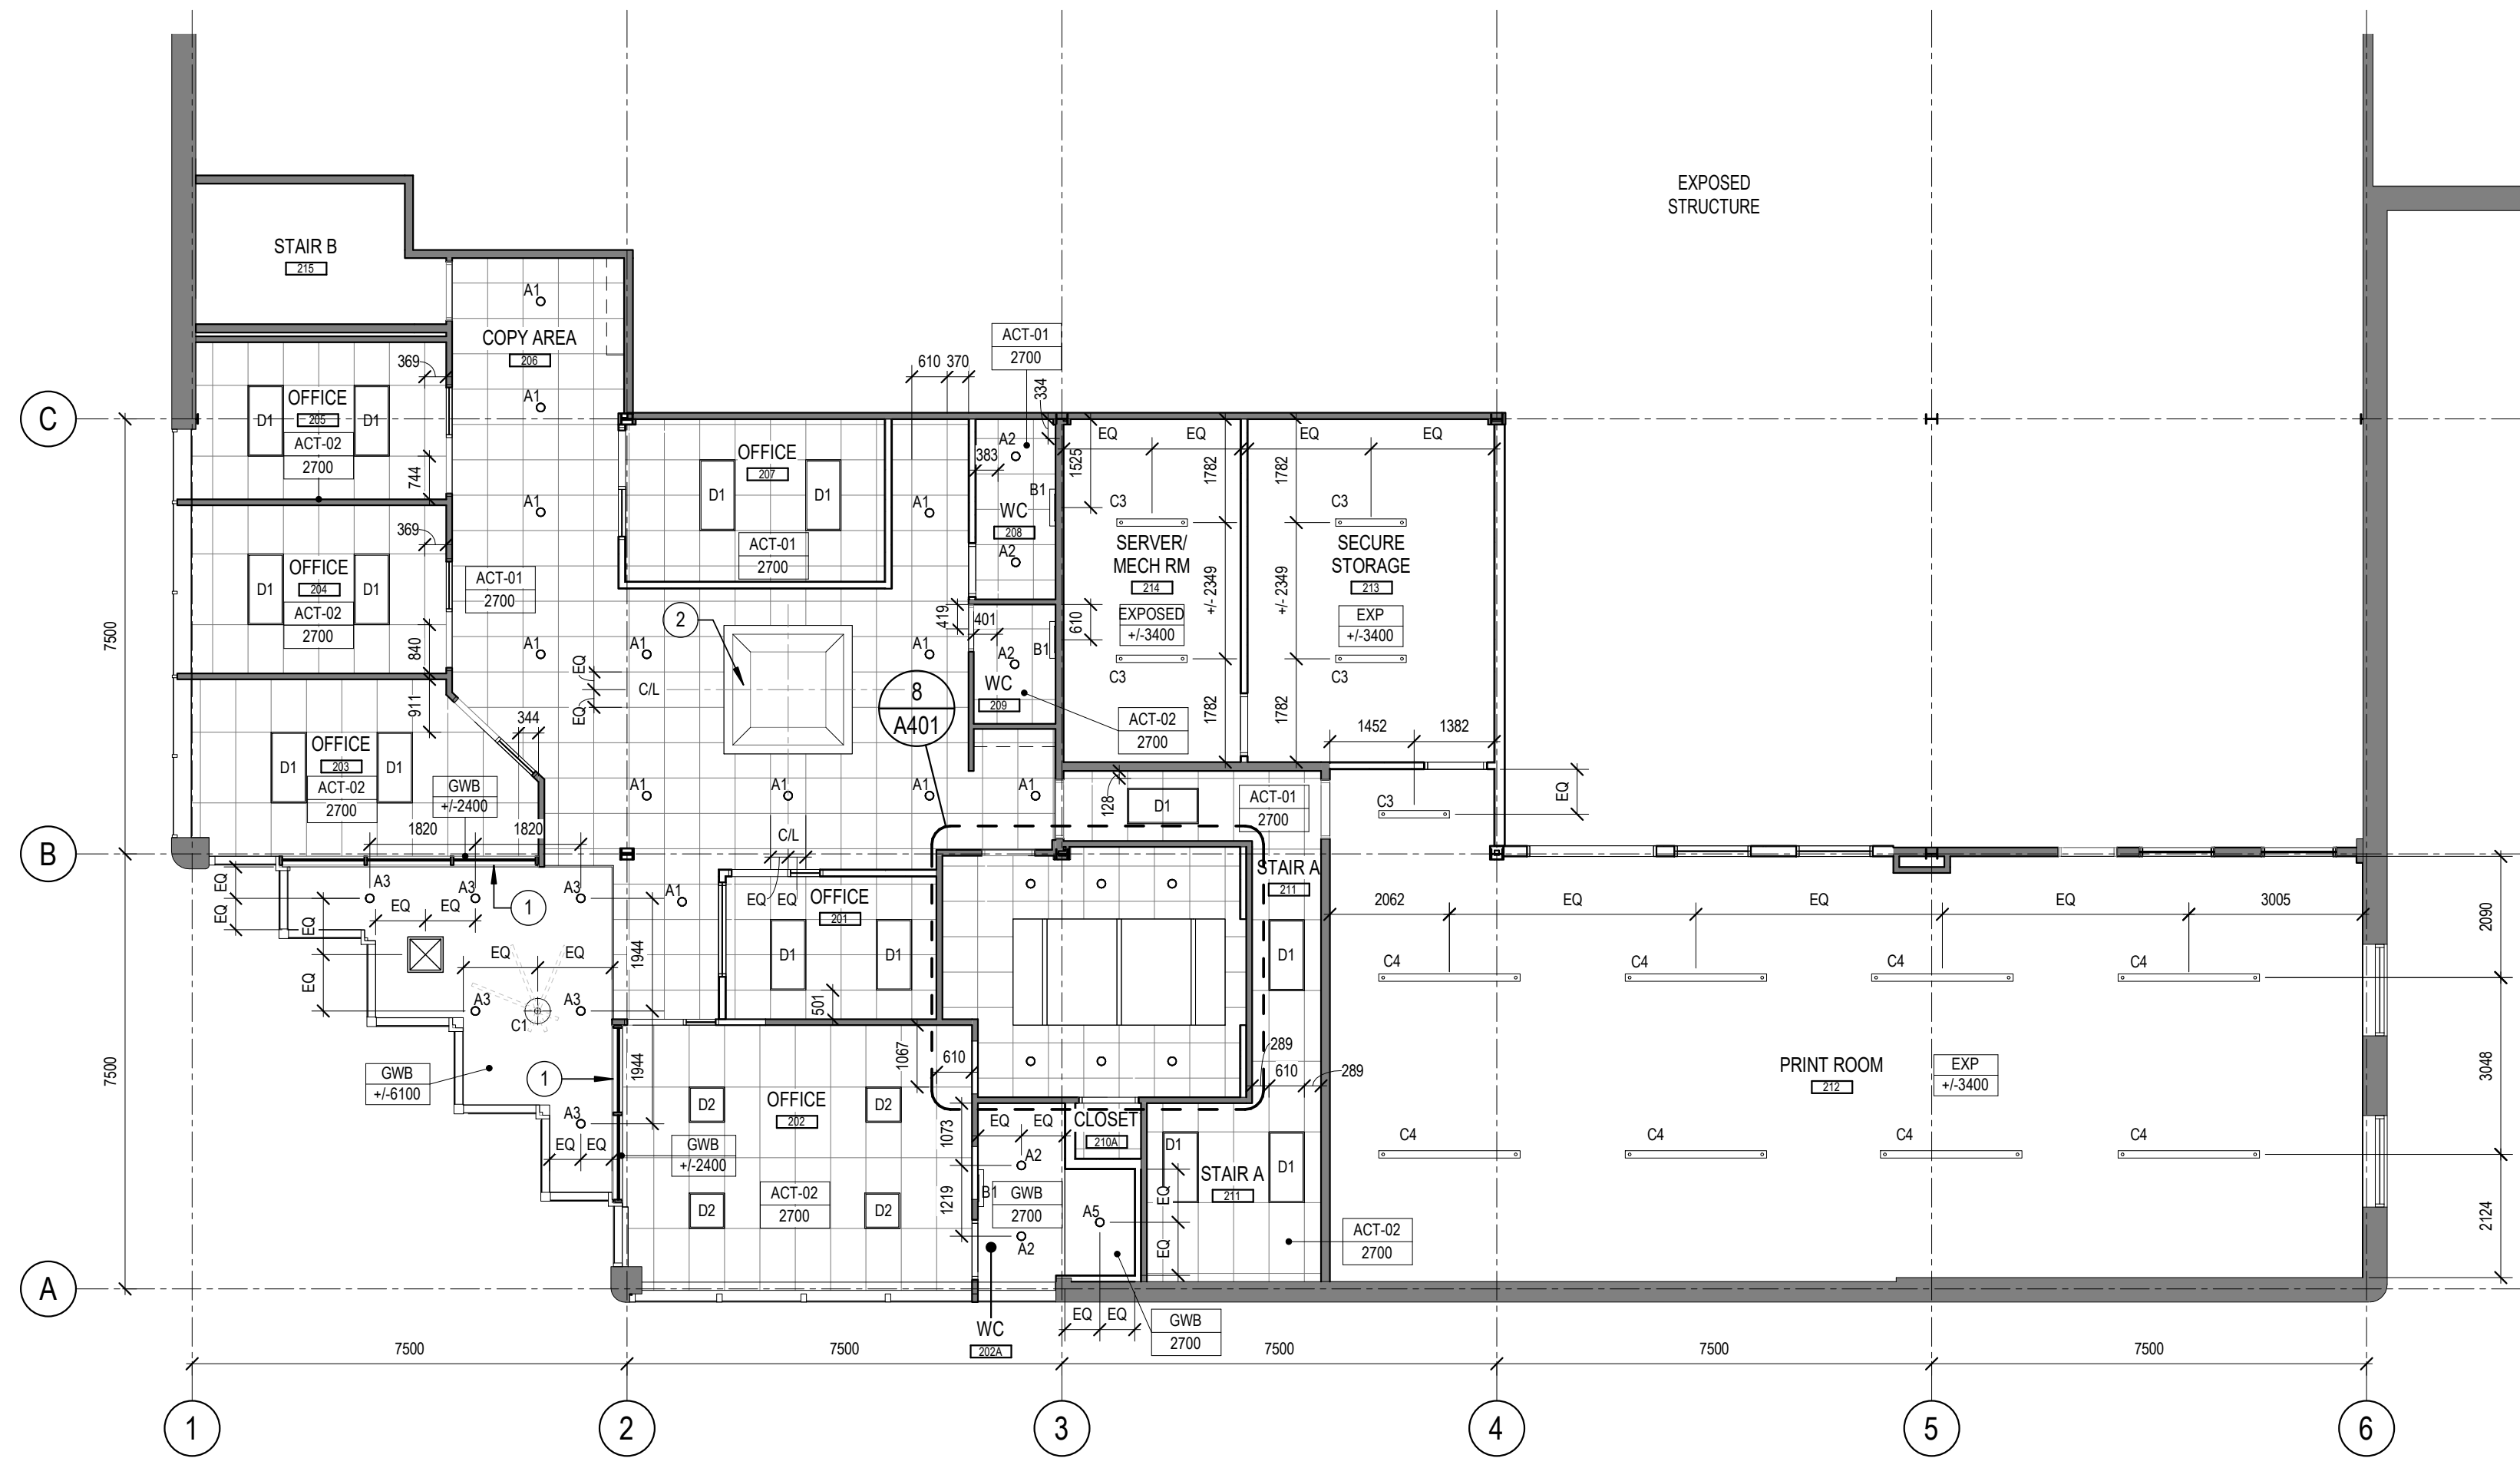 EXPOSED
STRUCTURE
STAIR B
215
A1
COPY AREA
206
ACT-01
2700
369
610
370
334
A1
C
OFFICE
205
D1
D1
ACT-02
2700
744
OFFICE
207
D1
D1
ACT-01
2700
A1
A1
A2
383
B1
WC
208
A2
EQ
EQ
EQ
EQ
1525
1782
1782
C3
C3
SERVER/
MECH RM
214
EXPOSED
+/-3400
SECURE
STORAGE
213
EXP
+/-3400
+/-2349
+/-2349
369
OFFICE
204
D1
D1
ACT-02
2700
840
ACT-01
2700
7500
2
419
401
610
A1
A1
A1
A2
B1
EQ
EQ
C/L
WC
209
C3
C3
8
A401
ACT-02
2700
1782
1782
1452
1382
911
344
OFFICE
203
D1
D1
ACT-02
2700
GWB
+/-2400
1820
1820
A1
A1
A1
A1
128
D1
ACT-01
2700
C3
EQ
C/L
B
EQ
EQ
A3
A3
A3
1
EQ
EQ
EQ
EQ
EQ
EQ
A1
EQ
EQ
OFFICE
201
D1
D1
501
1944
STAIR A
211
D1
2062
EQ
EQ
EQ
3005
2090
C4
C4
C4
C4
A3
A3
C1
7500
GWB
+/-6100
1
1944
1067
610
289
610
289
PRINT ROOM
212
EXP
+/-3400
3048
D2
OFFICE
202
D2
A3
EQ
EQ
GWB
+/-2400
1073
EQ
EQ
CLOSET
210A
D1
D1
C4
C4
C4
C4
A2
STAIR A
211
ACT-02
2700
D2
D2
1219
B1
GWB
2700
A5
EQ
EQ
A2
ACT-02
2700
2124
A
EQ
EQ
GWB
2700
WC
202A
7500
7500
7500
7500
7500
1
2
3
4
5
6